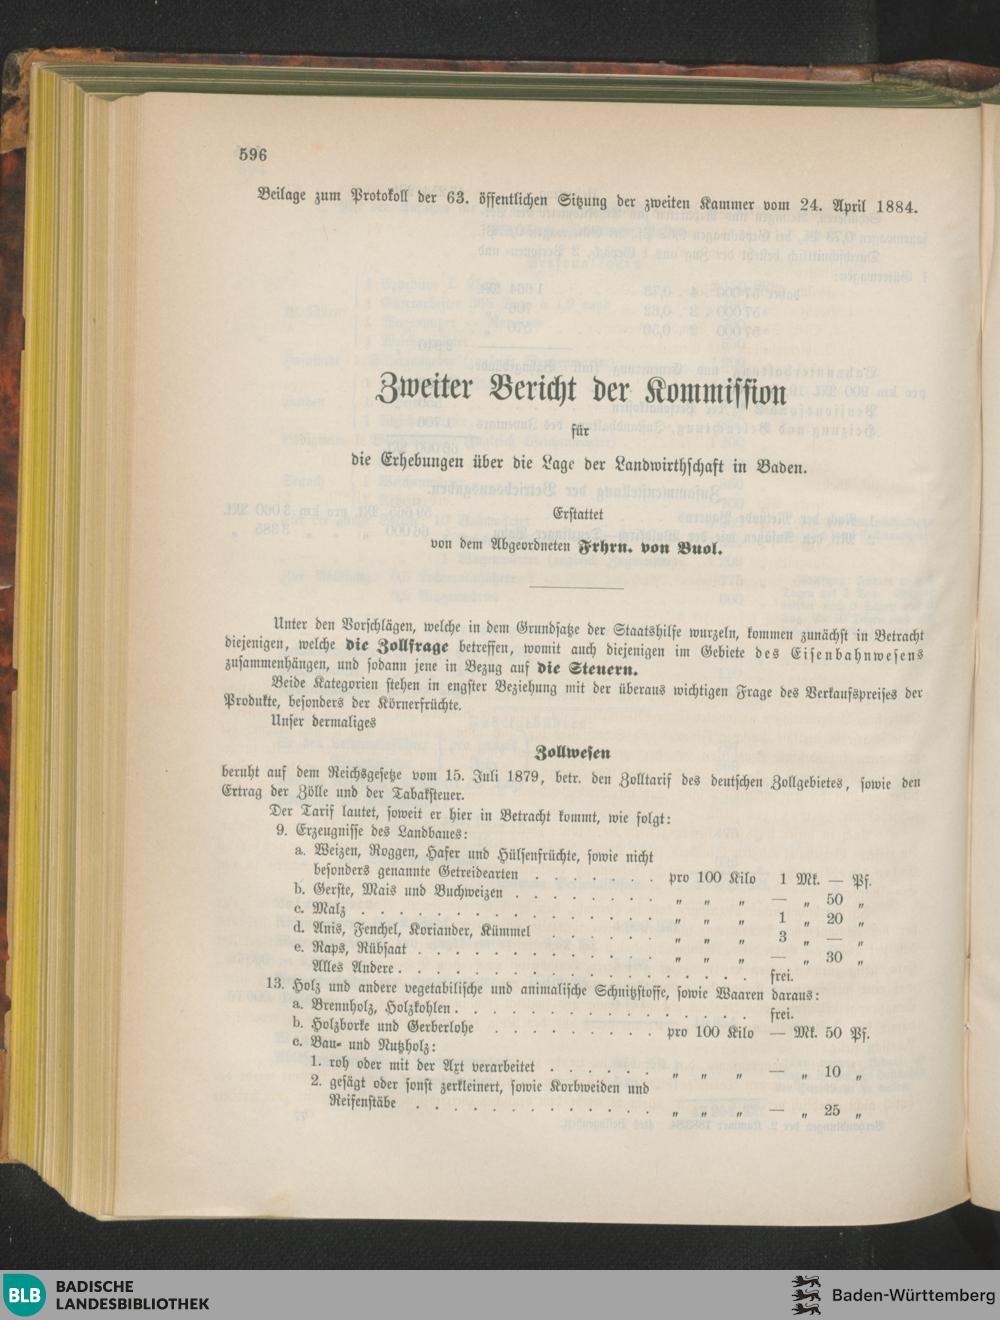 596
Beilage zum Protokoll der 63. öffentlichen Sitzung der zweiten Kammer vom 24. April 1884.
Zweiter Bericht der Kommission
für
die Erhebungen über die Lage der Landwirthschaft in Baden.
Erstattet
von dem Abgeordneten Frhrn. von Buol.
Unter den Vorschlägen, welche in dem Grundsatze der Staatshilfe wurzeln, kommen zunächst in Betracht
diejenigen, welche die Zollfrage betreffen, womit auch diejenigen im Gebiete des Eisenbahnwesens
zusammenhängen, und sodann jene in Bezug auf die Steuern.
Beide Kategorien stehen in engster Beziehung mit der überaus wichtigen Frage des Verkaufspreises der
Produkte, besonders der Körnerfrüchte.
Unser dermaliges
Zollwesen
beruht auf dem Reichsgesetze vom 15. Juli 1879, betr. den Zolltarif des deutschen Zollgebietes, sowie den
Ertrag der Zölle und der Tabaksteuer.
Der Tarif lautet, soweit er hier in Betracht kommt, wie folgt:
9. Erzeugnisse des Landbaues:
a. Weizen, Roggen, Hafer und Hülsenfrüchte, sowie nicht
besonders genannte Getreidearten . . . . . . . pro 100 Kilo 1 Mk. — Pf.
b. Gerste, Mais und Buchweizen . . . . . . . . „ „ „ — „ 50 „
c. Malz . . . . . . . . . . . . . . . „ „ „ 1 „ 20 „
d. Anis, Fenchel, Koriander, Kümmel . . . . . . „ „ „ 3 „ — „
e. Raps, Rübsaat . . . . . . . . . . . . „ „ „ — „ 30 „
Alles Andere . . . . . . . . . . . . . . . . . frei.
13. Holz und andere vegetabilische und animalische Schnitzstoffe, sowie Waaren daraus:
a. Brennholz, Holzkohlen . . . . . . . . . . . . . . frei.
b. Holzborke und Gerberlohe . . . . . . . . . . pro 100 Kilo — Mk. 50 Pf.
c. Bau- und Nutzholz:
1. roh oder mit der Axt verarbeitet . . . . . . „ „ „ — „ 10 „
2. gesägt oder sonst zerkleinert, sowie Korbweiden und
Reifenstäbe . . . . . . . . . . . . . „ „ „ — „ 25 „
BLB BADISCHE
LANDESBIBLIOTHEK
Baden-Württemberg